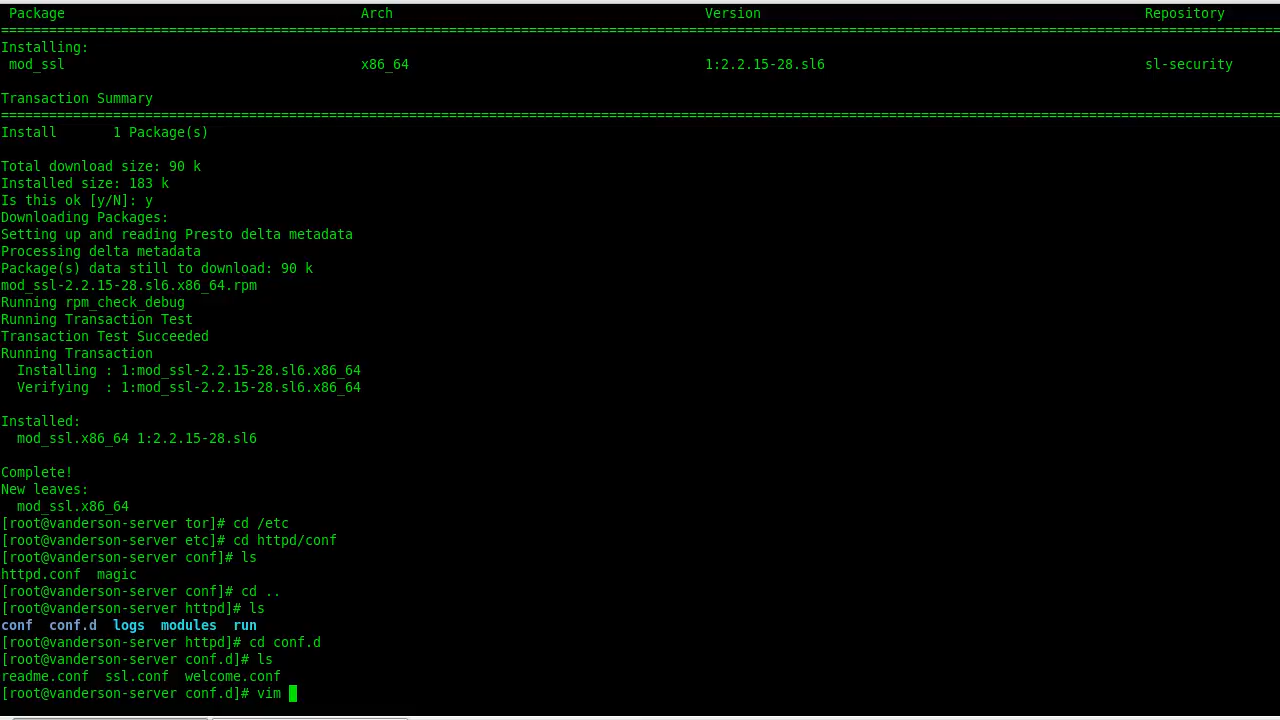 Package Arch Version Repository
================================================================================================================================================================
Installing:
mod_ssl x86_64 1:2.2.15-28.sl6 sl-security
Transaction Summary
================================================================================================================================================================
Install 1 Package(s)
Total download size: 90 k
Installed size: 183 k
Is this ok [y/N]: y
Downloading Packages:
Setting up and reading Presto delta metadata
Processing delta metadata
Package(s) data still to download: 90 k
mod_ssl-2.2.15-28.sl6.x86_64.rpm
Running rpm_check_debug
Running Transaction Test
Transaction Test Succeeded
Running Transaction
Installing : 1:mod_ssl-2.2.15-28.sl6.x86_64
Verifying : 1:mod_ssl-2.2.15-28.sl6.x86_64
Installed:
mod_ssl.x86_64 1:2.2.15-28.sl6
Complete!
New leaves:
mod_ssl.x86_64
[root@vanderson-server tor]# cd /etc
[root@vanderson-server etc]# cd httpd/conf
[root@vanderson-server conf]# ls
httpd.conf magic
[root@vanderson-server conf]# cd ..
[root@vanderson-server httpd]# ls
conf conf.d logs modules run
[root@vanderson-server httpd]# cd conf.d
[root@vanderson-server conf.d]# ls
readme.conf ssl.conf welcome.conf
[root@vanderson-server conf.d]# vim